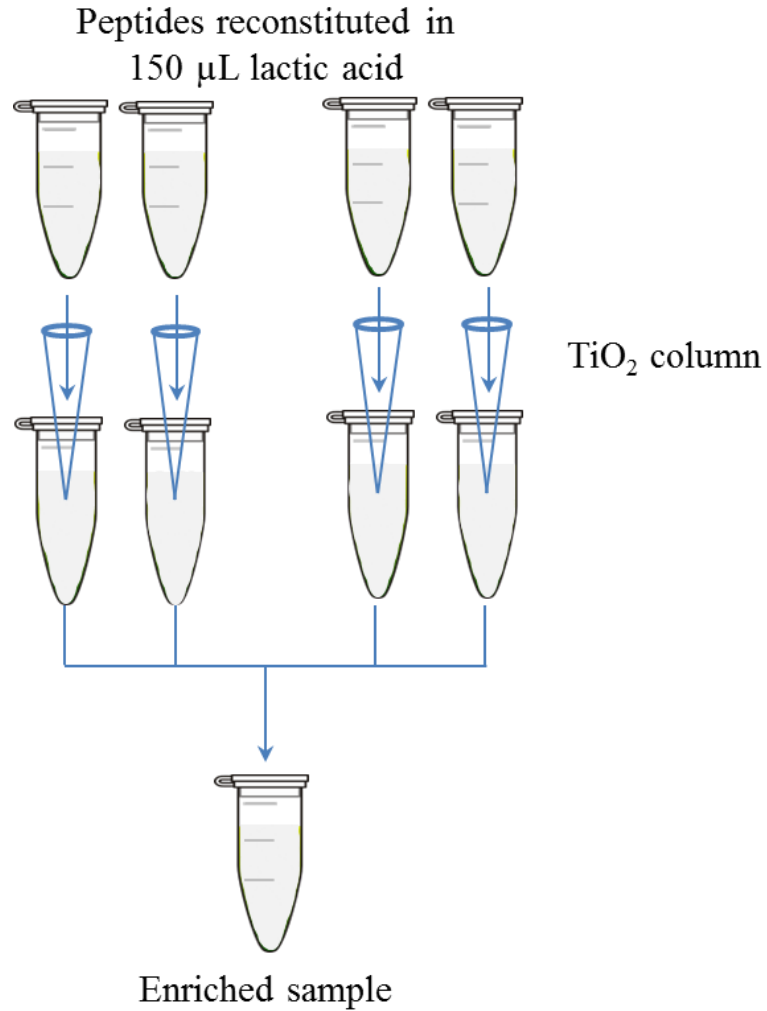 Peptides reconstituted in
150 µL lactic acid
TiO₂ column
Enriched sample